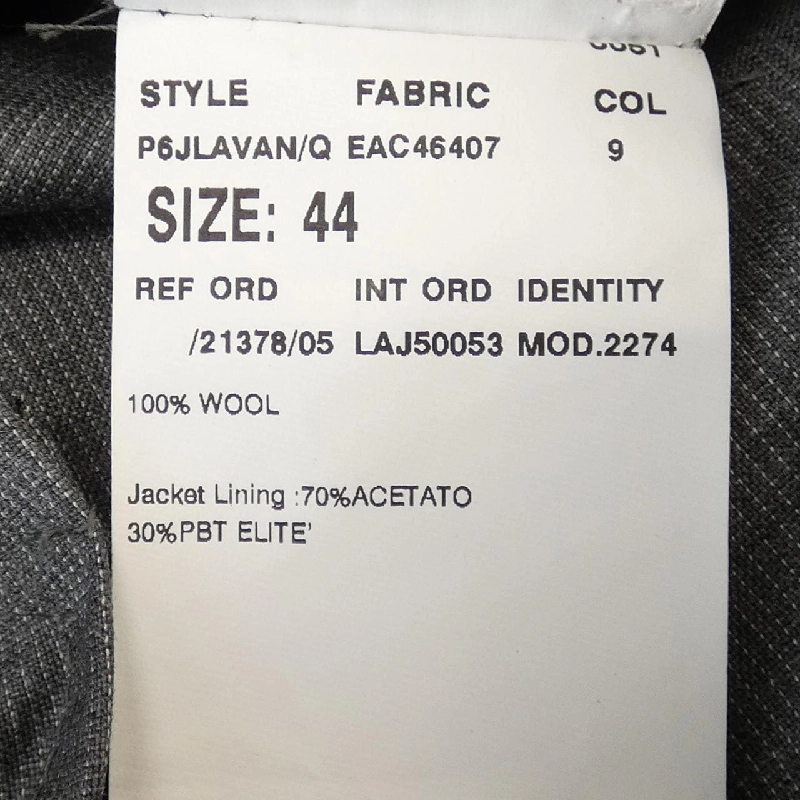 STYLE FABRIC COL
P6JLAVAN/Q EAC46407 9
SIZE: 44
REF ORD INT ORD IDENTITY
/21378/05 LAJ50053 MOD.2274
100% WOOL
Jacket Lining :70%ACETATO
30%PBT ELITE'